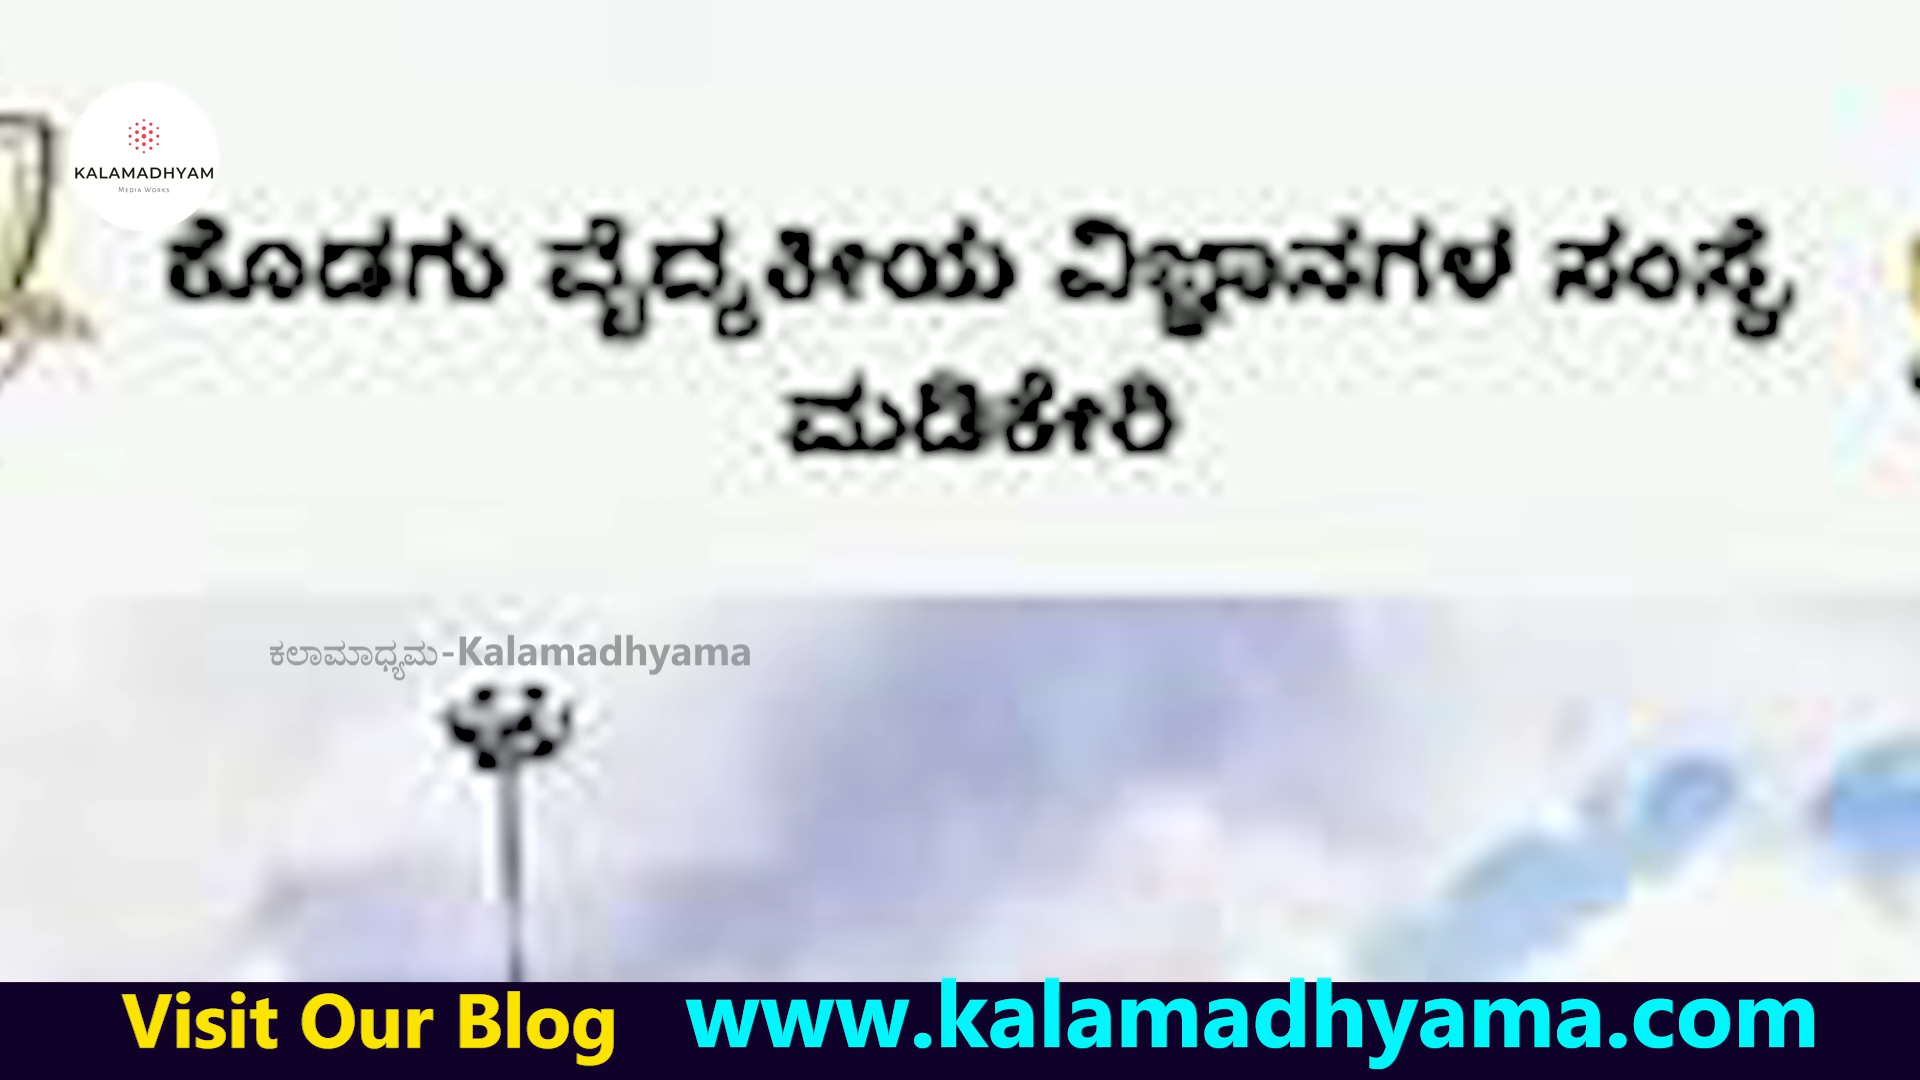 KALAMADHYAM
MEDIA WORKS
ಕೊಡಗು ವೈದ್ಯಕೀಯ ವಿಜ್ಞಾನಗಳ ಸಂಸ್ಥೆ
ಮಡಿಕೇರಿ
ಕಲಾಮಾಧ್ಯಮ-Kalamadhyama
Visit Our Blog www.kalamadhyama.com